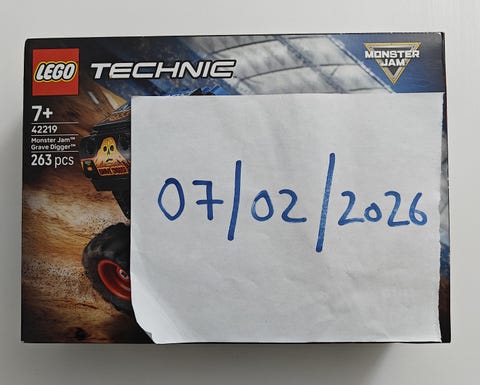 LEGO TECHNIC
MONSTER
JAM
7+
42219
Monster Jam™
Grave Digger™
263 pcs
07/02/2026